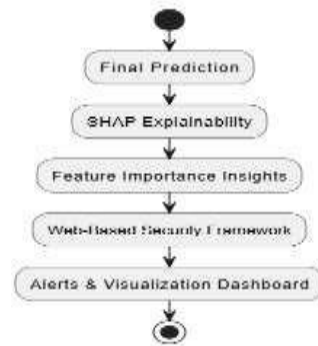 Final Prediction
SHAP Explainability
Feature Importance Insights
Web-Based Security Framework
Alerts & Visualization Dashboard